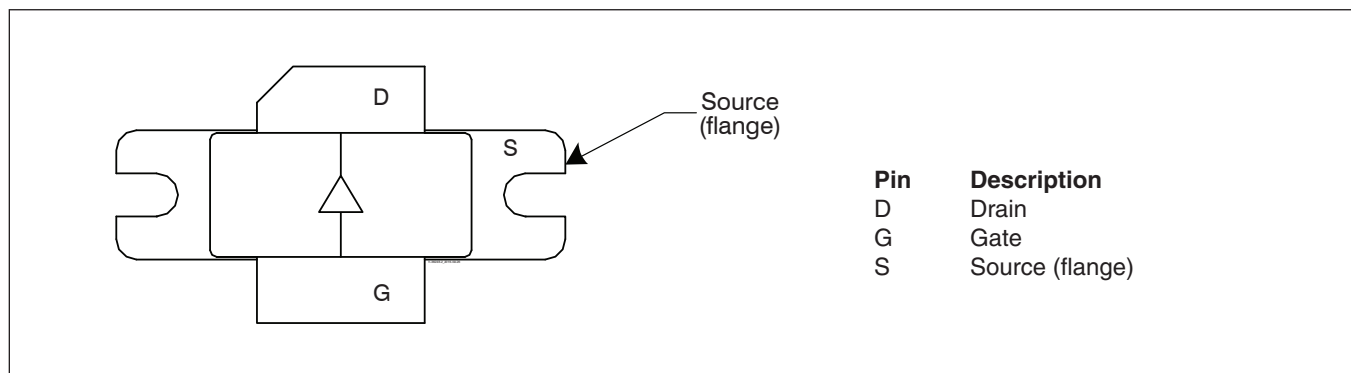 D
Source
(flange)
S
G
Pin Description
D Drain
G Gate
S Source (flange)